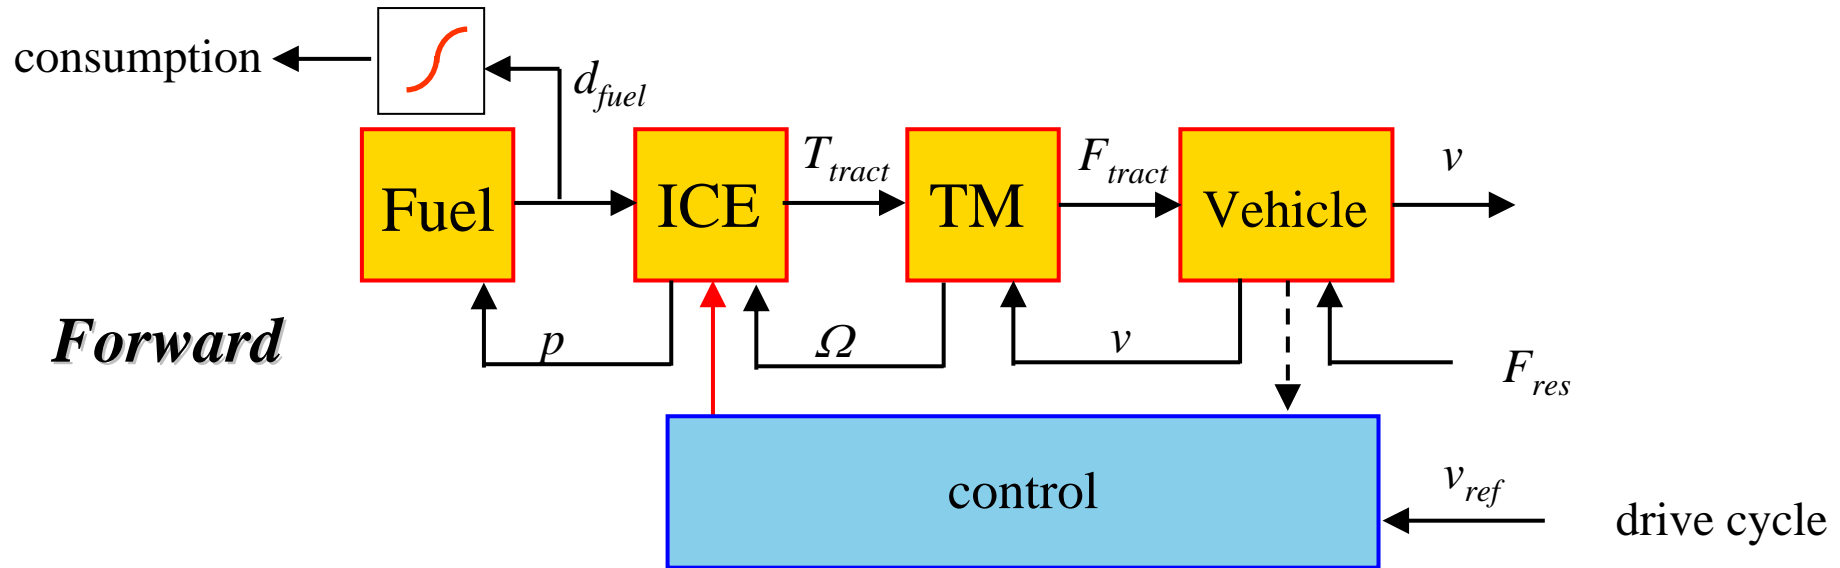 consumption
d_fuel
Fuel
ICE
T_tract
TM
F_tract
Vehicle
v
Forward
p
Ω
v
F_res
control
v_ref
drive cycle